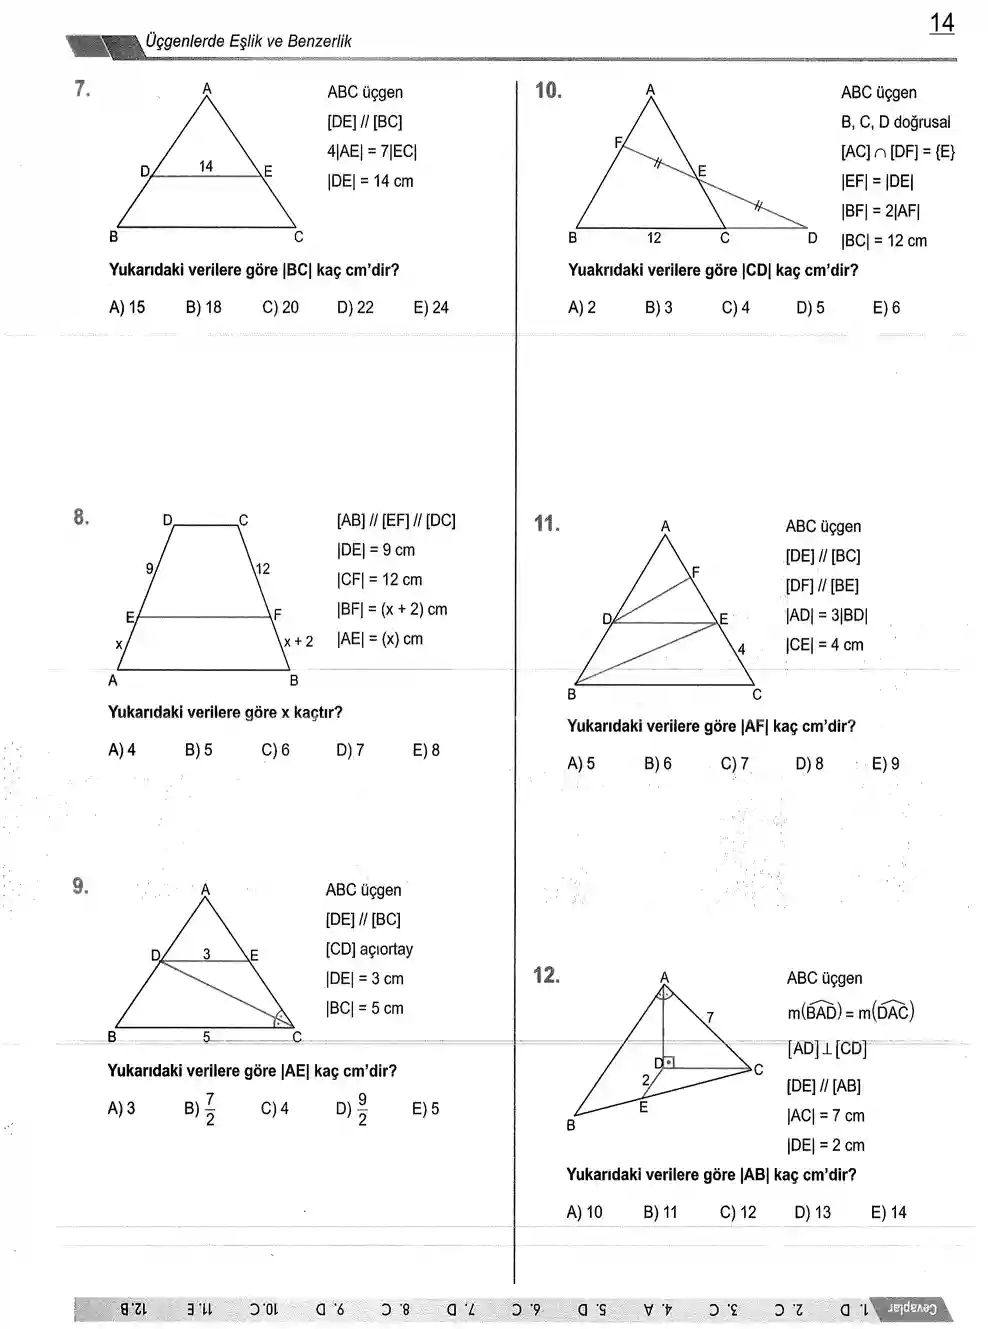 14
Üçgenlerde Eşlik ve Benzerlik
7.
A
D
14
E
B
C
ABC üçgen
[DE] // [BC]
4|AE| = 7|EC|
|DE| = 14 cm
Yukarıdaki verilere göre |BC| kaç cm'dir?
A) 15 B) 18 C) 20 D) 22 E) 24
8.
D
C
9
12
E
F
x
x + 2
A
B
[AB] // [EF] // [DC]
|DE| = 9 cm
|CF| = 12 cm
|BF| = (x + 2) cm
|AE| = (x) cm
Yukarıdaki verilere göre x kaçtır?
A) 4 B) 5 C) 6 D) 7 E) 8
9.
A
D
3
E
B
5
C
ABC üçgen
[DE] // [BC]
[CD] açıortay
|DE| = 3 cm
|BC| = 5 cm
Yukarıdaki verilere göre |AE| kaç cm'dir?
A) 3 B) 7/2 C) 4 D) 9/2 E) 5
10.
A
F
E
B
12
C
D
ABC üçgen
B, C, D doğrusal
[AC] ∩ [DF] = {E}
|EF| = |DE|
|BF| = 2|AF|
|BC| = 12 cm
Yuakrıdaki verilere göre |CD| kaç cm'dir?
A) 2 B) 3 C) 4 D) 5 E) 6
11.
A
F
D
E
4
B
C
ABC üçgen
[DE] // [BC]
[DF] // [BE]
|AD| = 3|BD|
|CE| = 4 cm
Yukarıdaki verilere göre |AF| kaç cm'dir?
A) 5 B) 6 C) 7 D) 8 E) 9
12.
A
7
D
C
2
E
B
ABC üçgen
m(BAD) = m(DAC)
[AD] ⊥ [CD]
[DE] // [AB]
|AC| = 7 cm
|DE| = 2 cm
Yukarıdaki verilere göre |AB| kaç cm'dir?
A) 10 B) 11 C) 12 D) 13 E) 14
Cevaplar 1. D 2. C 3. C 4. A 5. D 6. C 7. D 8. C 9. D 10. C 11. E 12. B